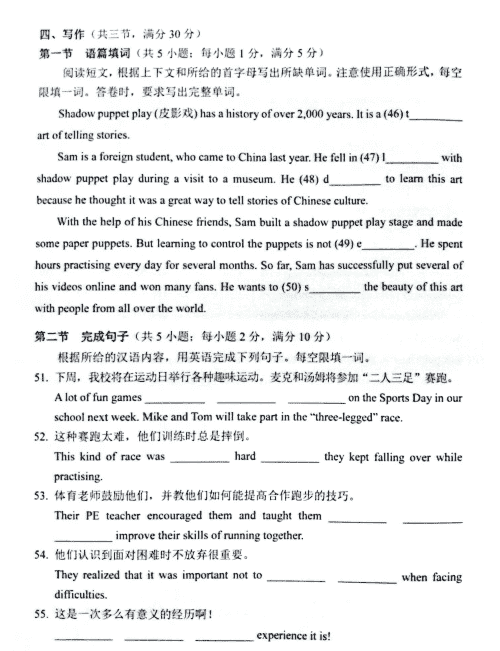 四、写作（共三节，满分 30 分）
第一节 语篇填词（共 5 小题；每小题 1 分，满分 5 分）
阅读短文，根据上下文和所给的首字母写出所缺单词。注意使用正确形式，每空
限填一词。答卷时，要求写出完整单词。
Shadow puppet play (皮影戏) has a history of over 2,000 years. It is a (46) t_________
art of telling stories.
Sam is a foreign student, who came to China last year. He fell in (47) l_________ with
shadow puppet play during a visit to a museum. He (48) d_________ to learn this art
because he thought it was a great way to tell stories of Chinese culture.
With the help of his Chinese friends, Sam built a shadow puppet play stage and made
some paper puppets. But learning to control the puppets is not (49) e_________. He spent
hours practising every day for several months. So far, Sam has successfully put several of
his videos online and won many fans. He wants to (50) s_________ the beauty of this art
with people from all over the world.
第二节 完成句子（共 5 小题；每小题 2 分，满分 10 分）
根据所给的汉语内容，用英语完成下列句子。每空限填一词。
51. 下周，我校将在运动日举行各种趣味运动。麦克和汤姆将参加“二人三足”赛跑。
A lot of fun games _________ _________ _________ on the Sports Day in our
school next week. Mike and Tom will take part in the “three-legged” race.
52. 这种赛跑太难，他们训练时总是摔倒。
This kind of race was _________ hard _________ they kept falling over while
practising.
53. 体育老师鼓励他们，并教他们如何能提高合作跑步的技巧。
Their PE teacher encouraged them and taught them _________ _________
_________ improve their skills of running together.
54. 他们认识到面对困难时不放弃很重要。
They realized that it was important not to _________ _________ when facing
difficulties.
55. 这是一次多么有意义的经历啊！
_________ _________ _________ experience it is!